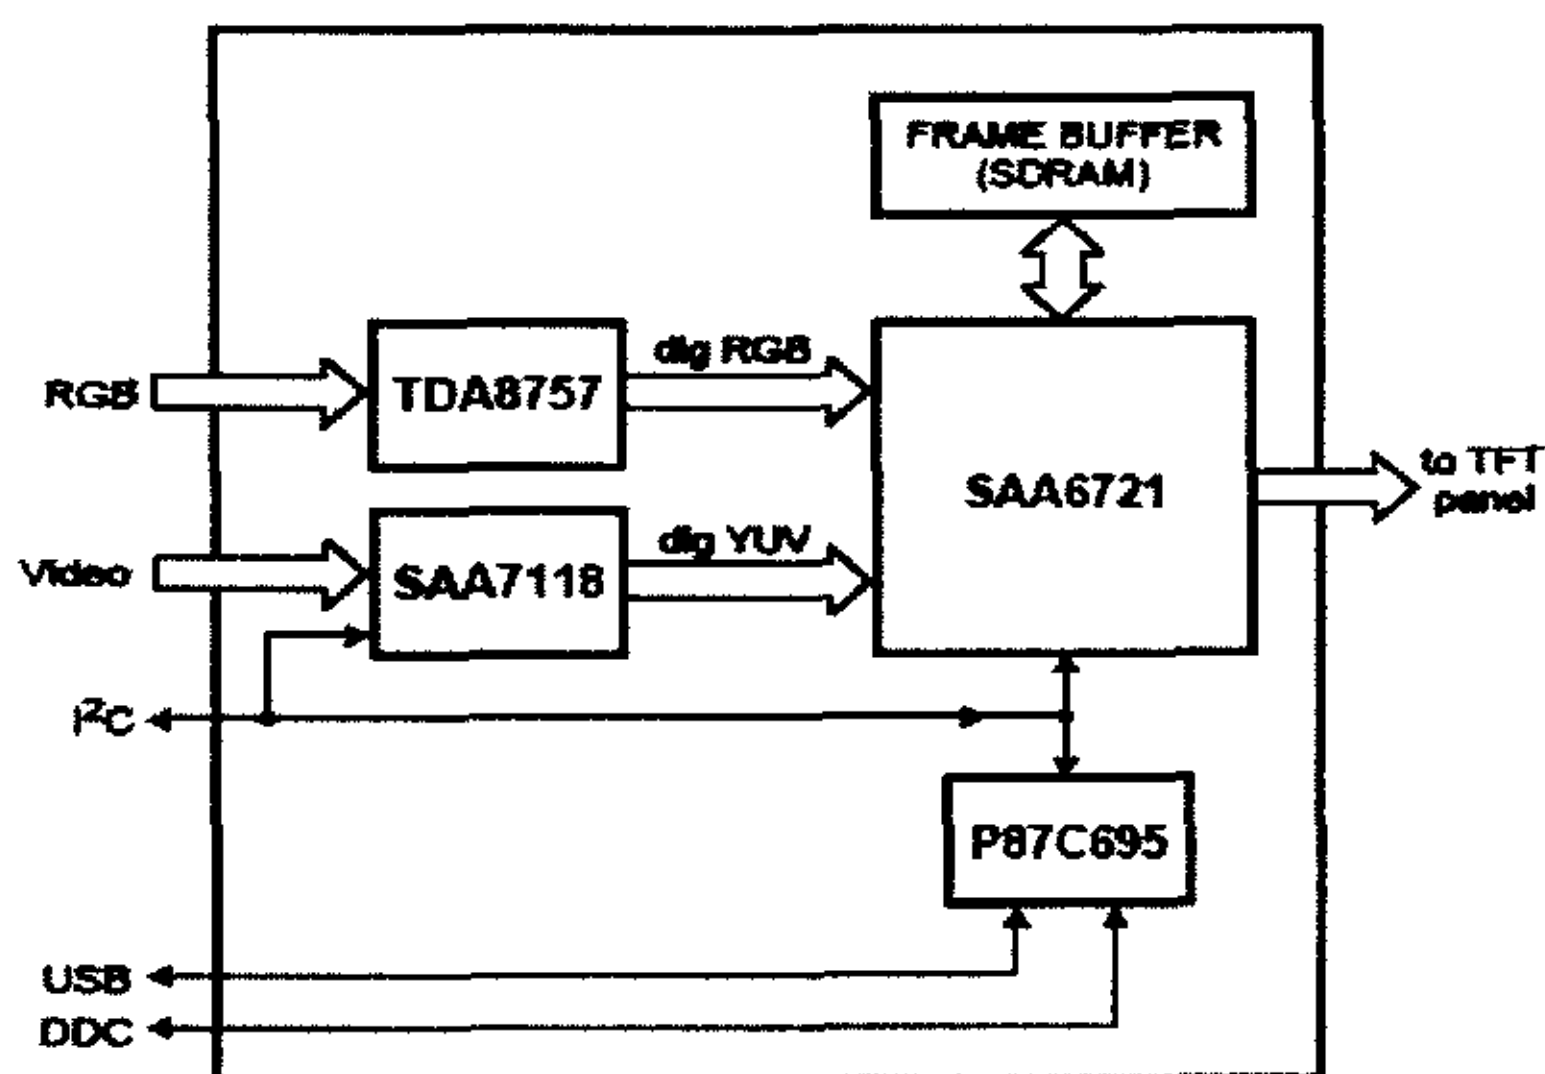 FRAME BUFFER
(SDRAM)
dig RGB
RGB
TDA8757
SAA6721
to TFT
panel
dig YUV
Video
SAA7118
I²C
P87C695
USB
DDC